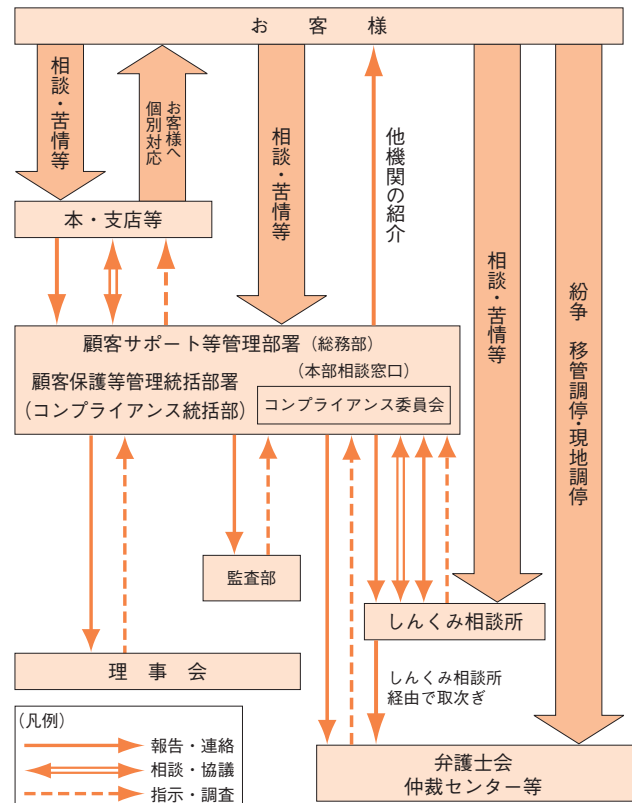 お客様
相談・苦情等
お客様へ
個別対応
相談・苦情等
他機関の紹介
相談・苦情等
紛争 移管調停・現地調停
本・支店等
顧客サポート等管理部署(総務部)
(本部相談窓口)
顧客保護等管理統括部署
(コンプライアンス統括部)
コンプライアンス委員会
監査部
しんくみ相談所
理事会
しんくみ相談所
経由で取次ぎ
弁護士会
仲裁センター等
(凡例)
報告・連絡
相談・協議
指示・調査